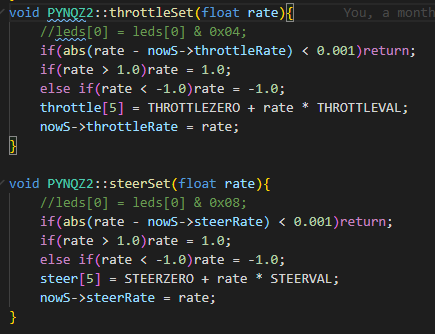 void PYNQZ2::throttleSet(float rate){ You, a month
    //leds[0] = leds[0] & 0x04;
    if(abs(rate - nowS->throttleRate) < 0.001)return;
    if(rate > 1.0)rate = 1.0;
    else if(rate < -1.0)rate = -1.0;
    throttle[5] = THROTTLEZERO + rate * THROTTLEVAL;
    nowS->throttleRate = rate;
}
void PYNQZ2::steerSet(float rate){
    //leds[0] = leds[0] & 0x08;
    if(abs(rate - nowS->steerRate) < 0.001)return;
    if(rate > 1.0)rate = 1.0;
    else if(rate < -1.0)rate = -1.0;
    steer[5] = STEERZERO + rate * STEERVAL;
    nowS->steerRate = rate;
}